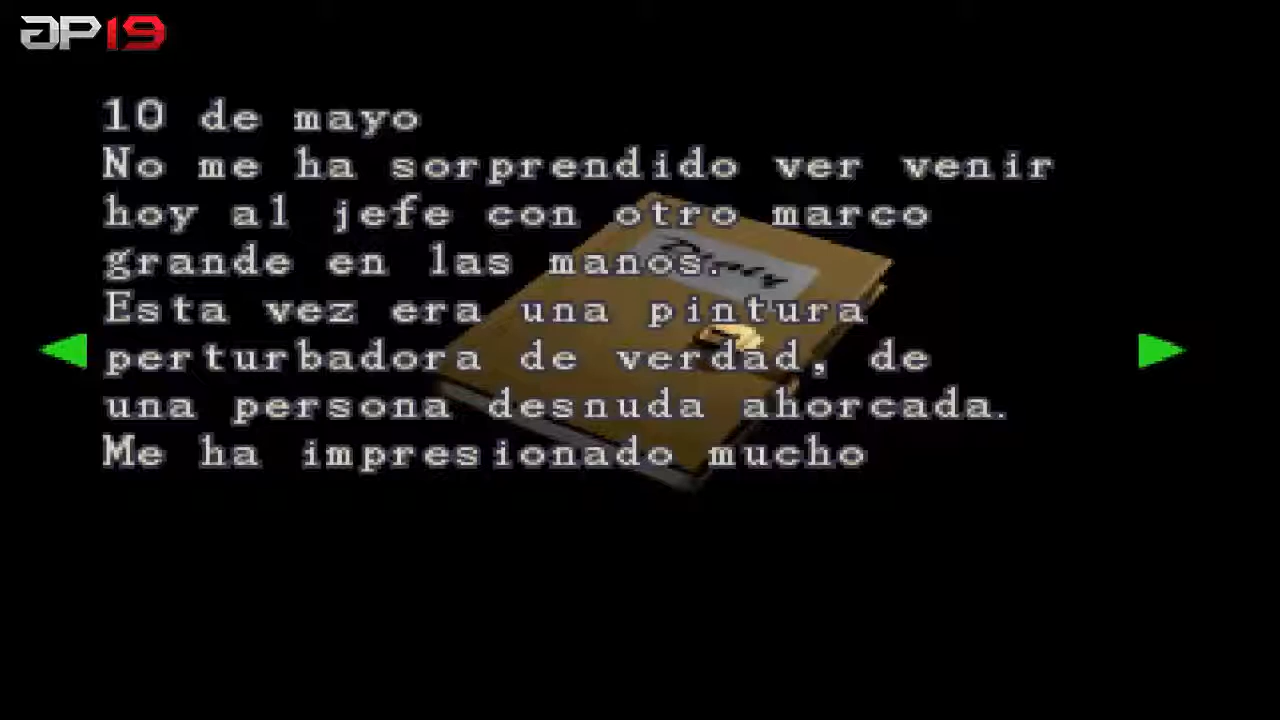 GP19
10 de mayo
No me ha sorprendido ver venir
hoy al jefe con otro marco
grande en las manos.
Esta vez era una pintura
perturbadora de verdad, de
una persona desnuda ahorcada.
Me ha impresionado mucho